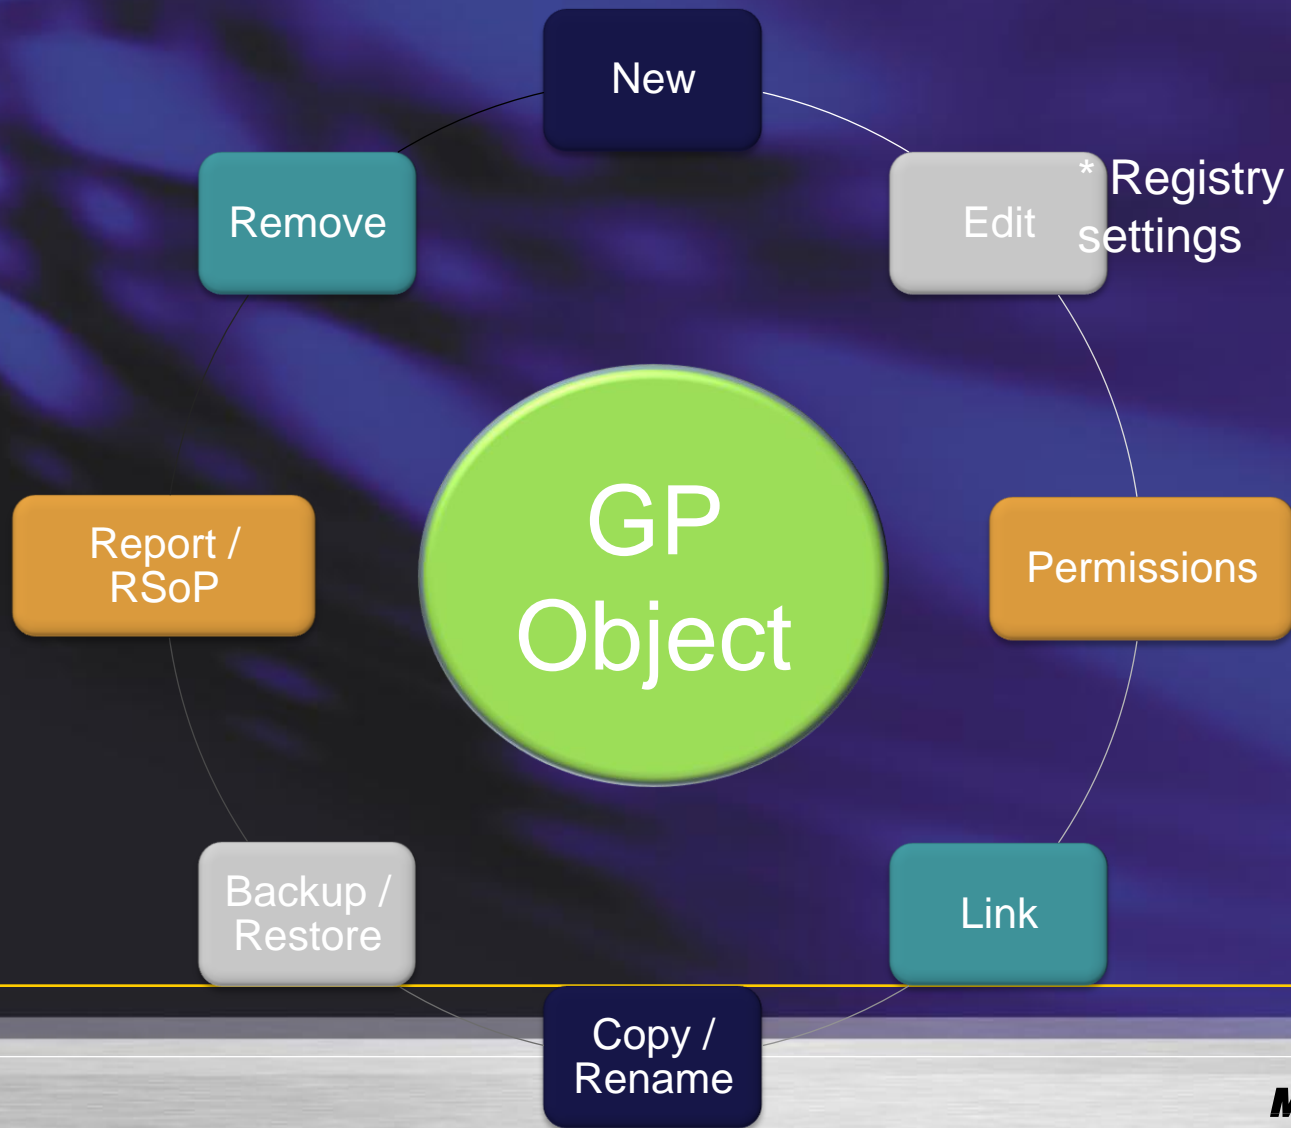 New
Edit
* Registry
settings
Permissions
Link
Copy /
Rename
Backup /
Restore
Report /
RSoP
Remove
GP
Object